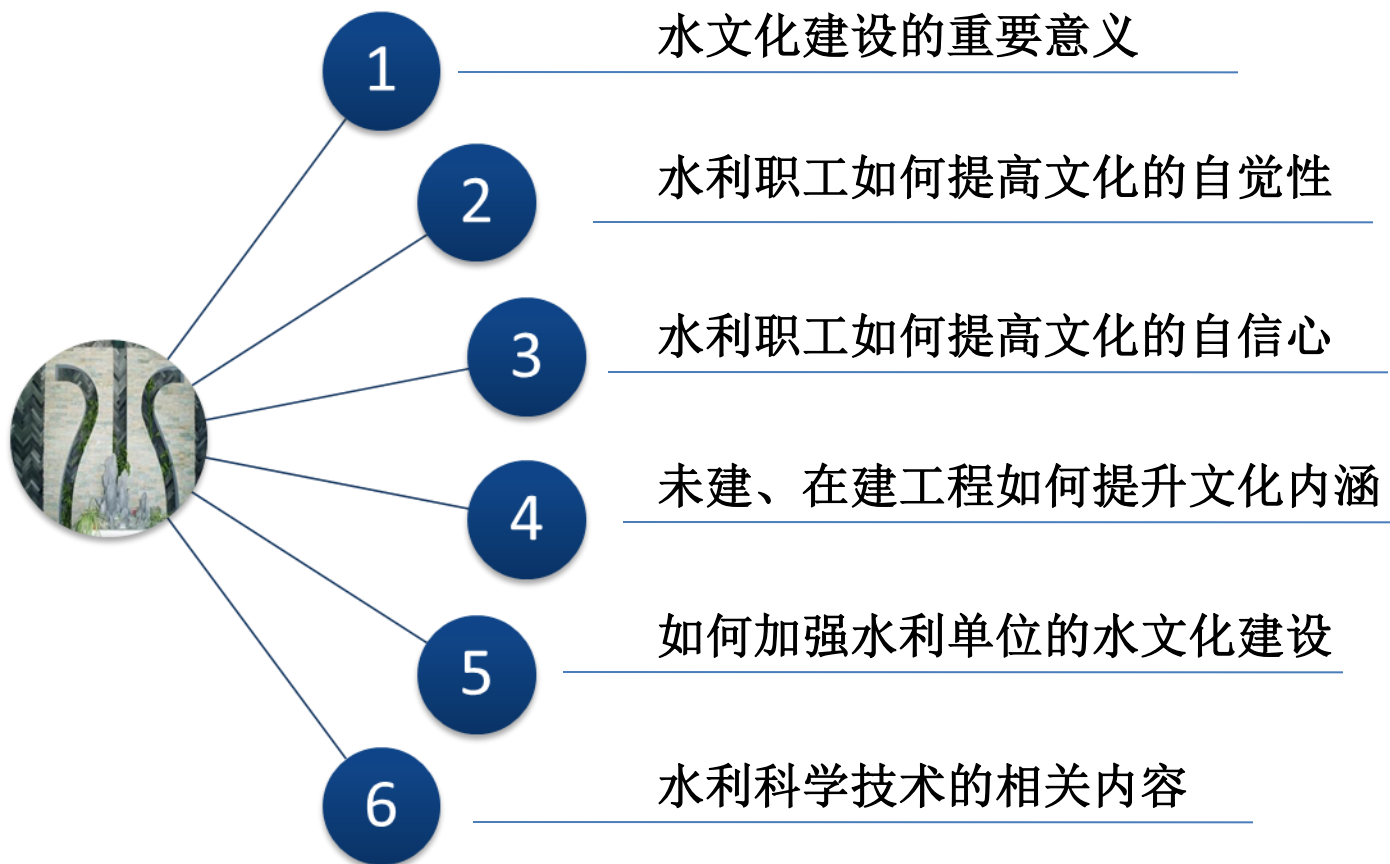 1
水文化建设的重要意义
2
水利职工如何提高文化的自觉性
3
水利职工如何提高文化的自信心
4
未建、在建工程如何提升文化内涵
5
如何加强水利单位的水文化建设
6
水利科学技术的相关内容